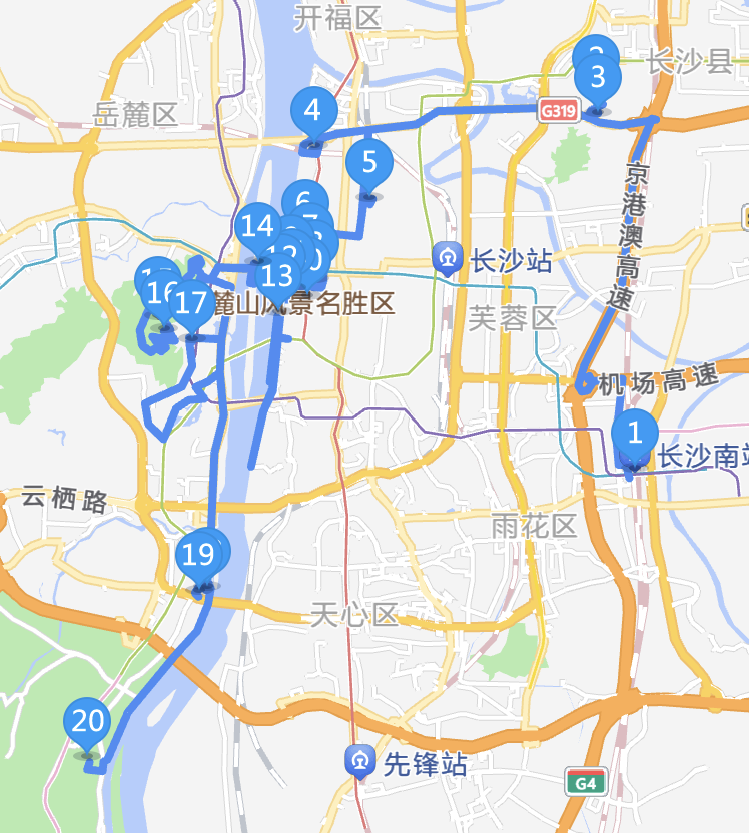 开福区
长沙县
岳麓区
3
G319
4
京港澳高速
5
6
14
长沙站
13
16
17
麓山风景名胜区
芙蓉区
机场高速
1
长沙南站
云栖路
雨花区
19
天心区
20
先锋站
G4